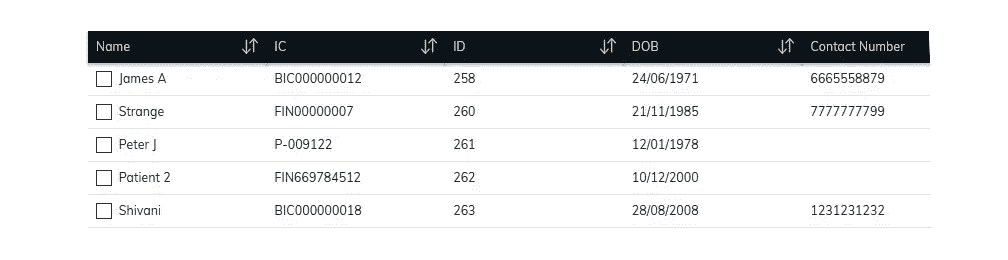 Name IC ID DOB Contact Number
James A BIC000000012 258 24/06/1971 6665558879
Strange FIN00000007 260 21/11/1985 7777777799
Peter J P-009122 261 12/01/1978
Patient 2 FIN669784512 262 10/12/2000
Shivani BIC000000018 263 28/08/2008 1231231232